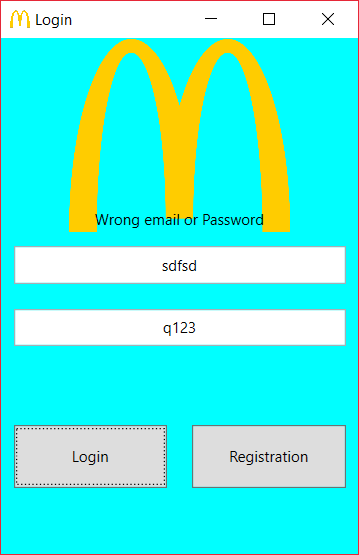 Login
Wrong email or Password
sdfsd
q123
Login
Registration